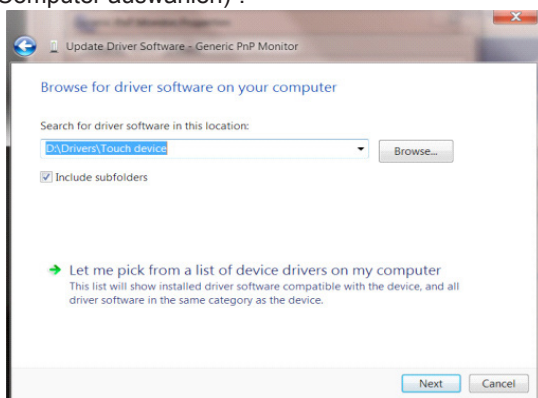 Computer auswählen) .
Update Driver Software - Generic PnP Monitor
Browse for driver software on your computer
Search for driver software in this location:
D:\Drivers\Touch device
Browse...
Include subfolders
Let me pick from a list of device drivers on my computer
This list will show installed driver software compatible with the device, and all
driver software in the same category as the device.
Next
Cancel